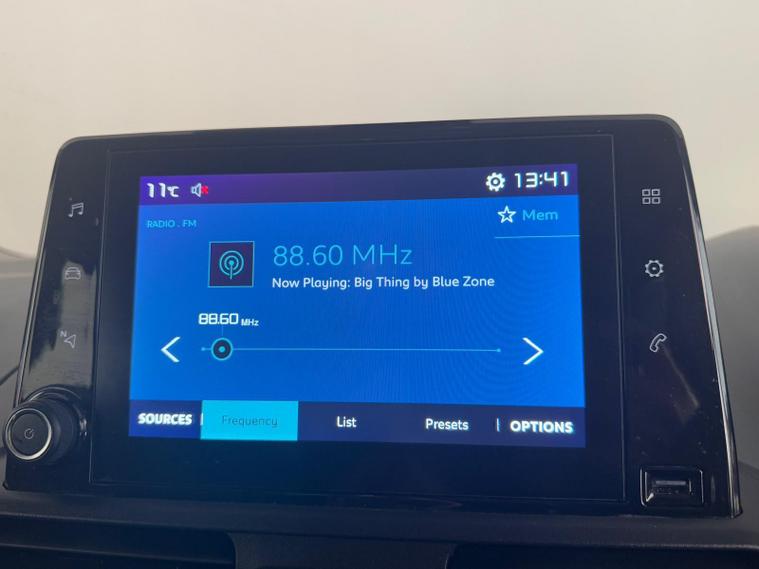 11℃
13:41
RADIO . FM
Mem
88.60 MHz
Now Playing: Big Thing by Blue Zone
88.60 MHz
SOURCES
Frequency
List
Presets
OPTIONS
N